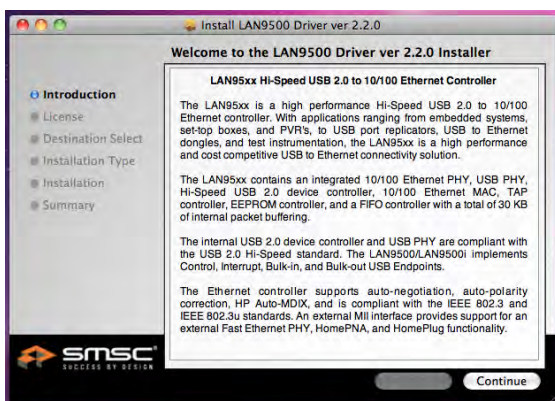 Install LAN9500 Driver ver 2.2.0
Welcome to the LAN9500 Driver ver 2.2.0 Installer
Introduction
License
Destination Select
Installation Type
Installation
Summary
LAN95xx Hi-Speed USB 2.0 to 10/100 Ethernet Controller
The LAN95xx is a high performance Hi-Speed USB 2.0 to 10/100
Ethernet controller. With applications ranging from embedded systems,
set-top boxes, and PVR's, to USB port replicators, USB to Ethernet
dongles, and test instrumentation, the LAN95xx is a high performance
and cost competitive USB to Ethernet connectivity solution.
The LAN95xx contains an integrated 10/100 Ethernet PHY, USB PHY,
Hi-Speed USB 2.0 device controller, 10/100 Ethernet MAC, TAP
controller, EEPROM controller, and a FIFO controller with a total of 30 KB
of internal packet buffering.
The internal USB 2.0 device controller and USB PHY are compliant with
the USB 2.0 Hi-Speed standard. The LAN9500/LAN9500i implements
Control, Interrupt, Bulk-in, and Bulk-out USB Endpoints.
The Ethernet controller supports auto-negotiation, auto-polarity
correction, HP Auto-MDIX, and is compliant with the IEEE 802.3 and
IEEE 802.3u standards. An external MII interface provides support for an
external Fast Ethernet PHY, HomePNA, and HomePlug functionality.
smsc
SUCCESS BY DESIGN
Continue